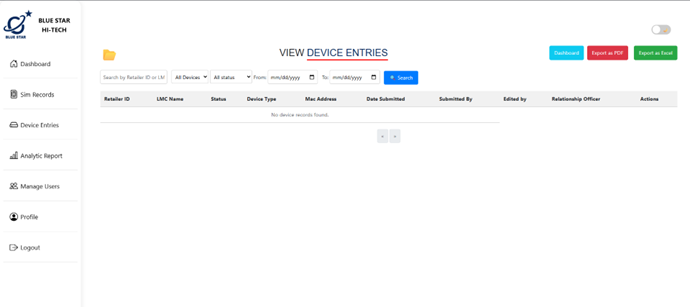 BLUE STAR
HI-TECH
BLUE STAR
Dashboard
Sim Records
Device Entries
Analytic Report
Manage Users
Profile
Logout
VIEW DEVICE ENTRIES
Dashboard Export as PDF Export as Excel
Search by Retailer ID or LM All Devices All status From: mm/dd/yyyy To: mm/dd/yyyy Search
Retailer ID LMC Name Status Device Type Mac Address Date Submitted Submitted By Edited by Relationship Officer Actions
No device records found.
« »